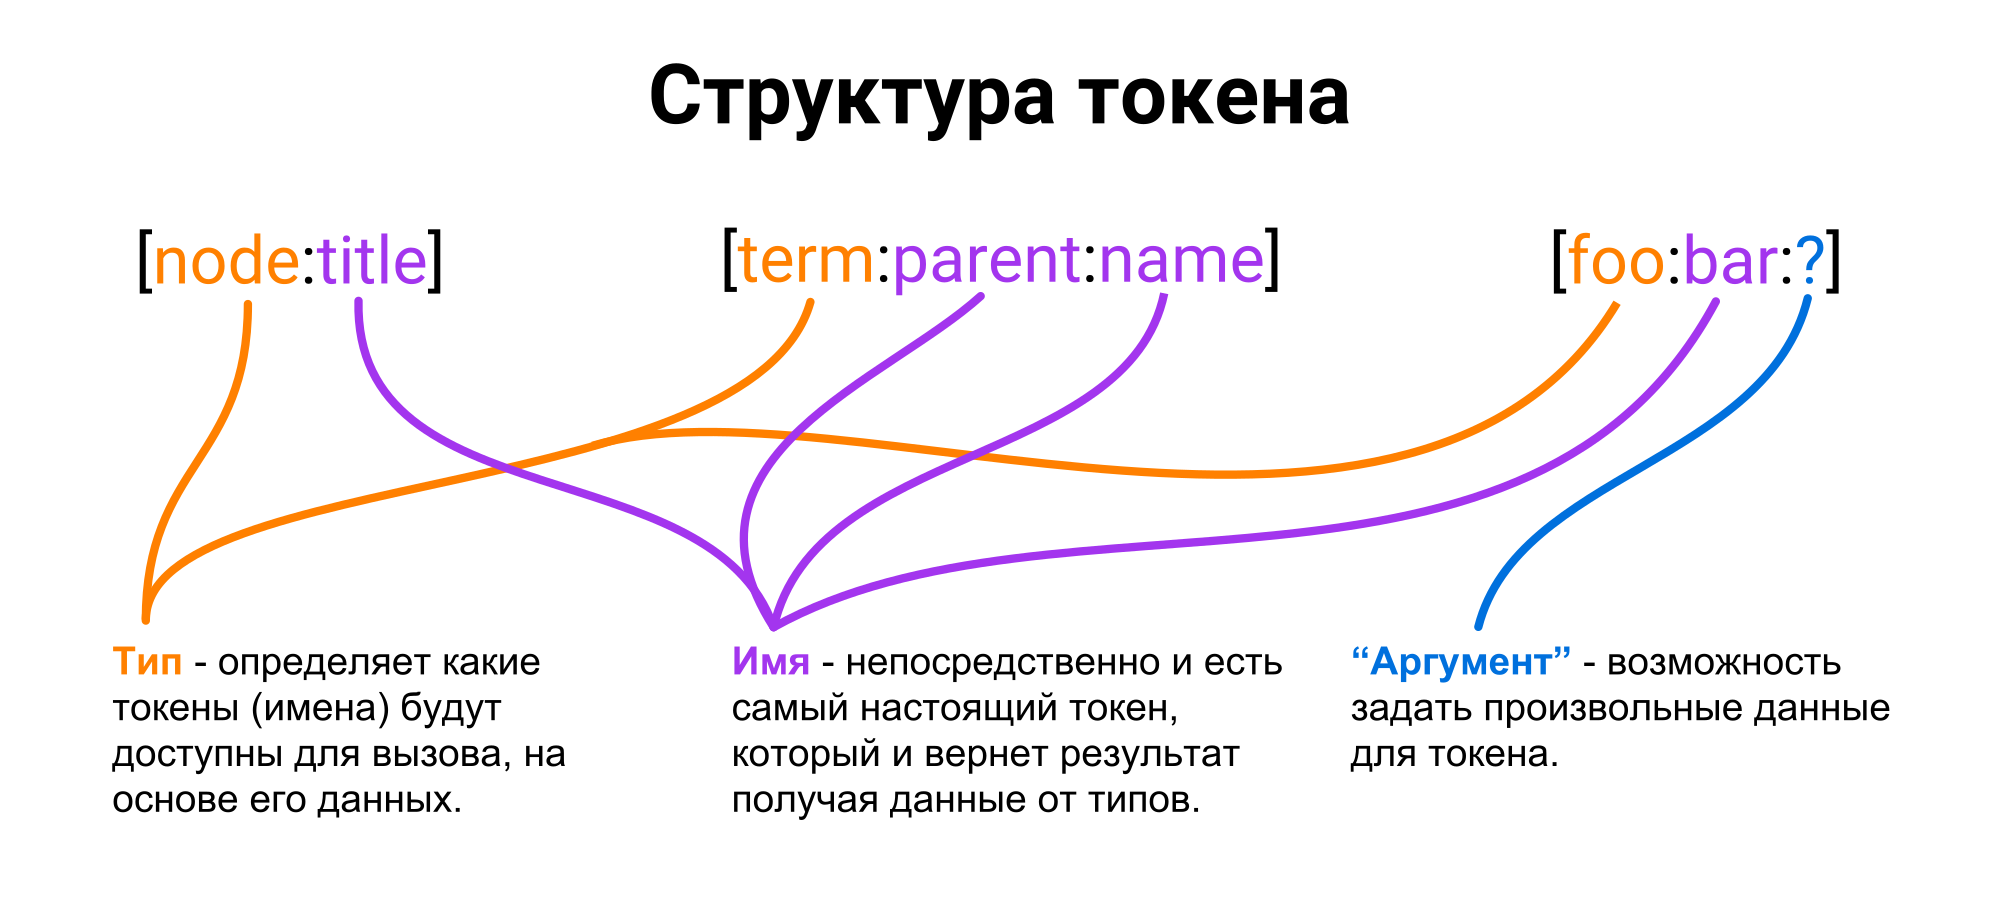 Структура токена
[node:title]
[term:parent:name]
[foo:bar:?]
Тип - определяет какие
токены (имена) будут
доступны для вызова, на
основе его данных.
Имя - непосредственно и есть
самый настоящий токен,
который и вернет результат
получая данные от типов.
“Аргумент” - возможность
задать произвольные данные
для токена.